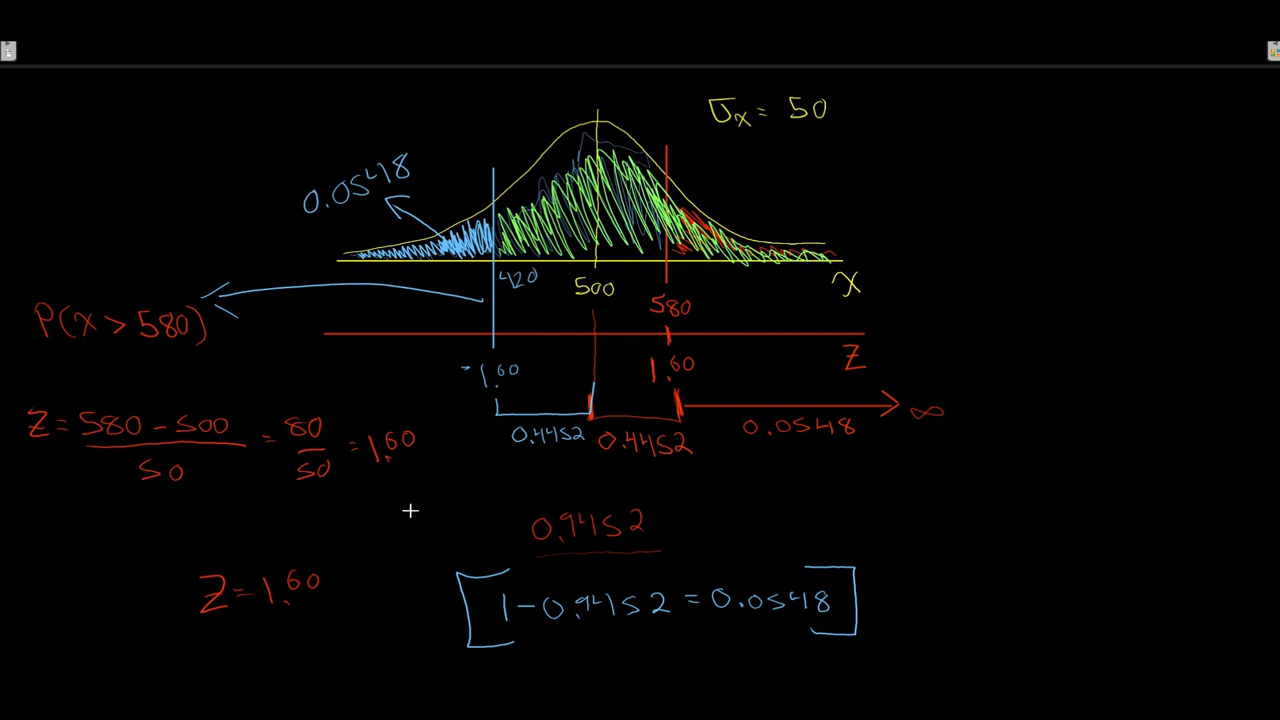 σx = 50
0.0548
420
500
X
580
P(X > 580)
Z
-1.60
1.60
Z = 580 - 500 / 50 = 80 / 50 = 1.60
0.4452
0.4452
0.0548
∞
0.9452
Z = 1.60
[1 - 0.9452 = 0.0548]